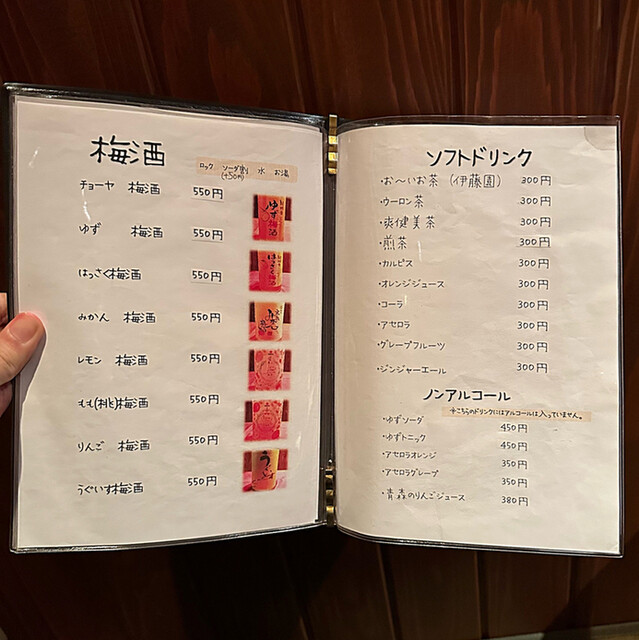 梅酒
ロック ソーダ割 水 お湯
(+50円)
チョーヤ 梅酒 550円
ゆず 梅酒 550円
はっさく梅酒 550円
みかん 梅酒 550円
レモン 梅酒 550円
もも(桃)梅酒 550円
りんご 梅酒 550円
うぐいす梅酒 550円
ゆず梅酒
はっさく梅酒
ソフトドリンク
・お〜いお茶 (伊藤園) 300円
・ウーロン茶 300円
・爽健美茶 300円
・煎茶 300円
・カルピス 300円
・オレンジジュース 300円
・コーラ 300円
・アセロラ 300円
・グレープフルーツ 300円
・ジンジャーエール 300円
ノンアルコール
※こちらのドリンクにはアルコールは入っていません。
・ゆずソーダ 450円
・ゆずトニック 450円
・アセロラオレンジ 350円
・アセロラグレープ 350円
・青森のりんごジュース 380円